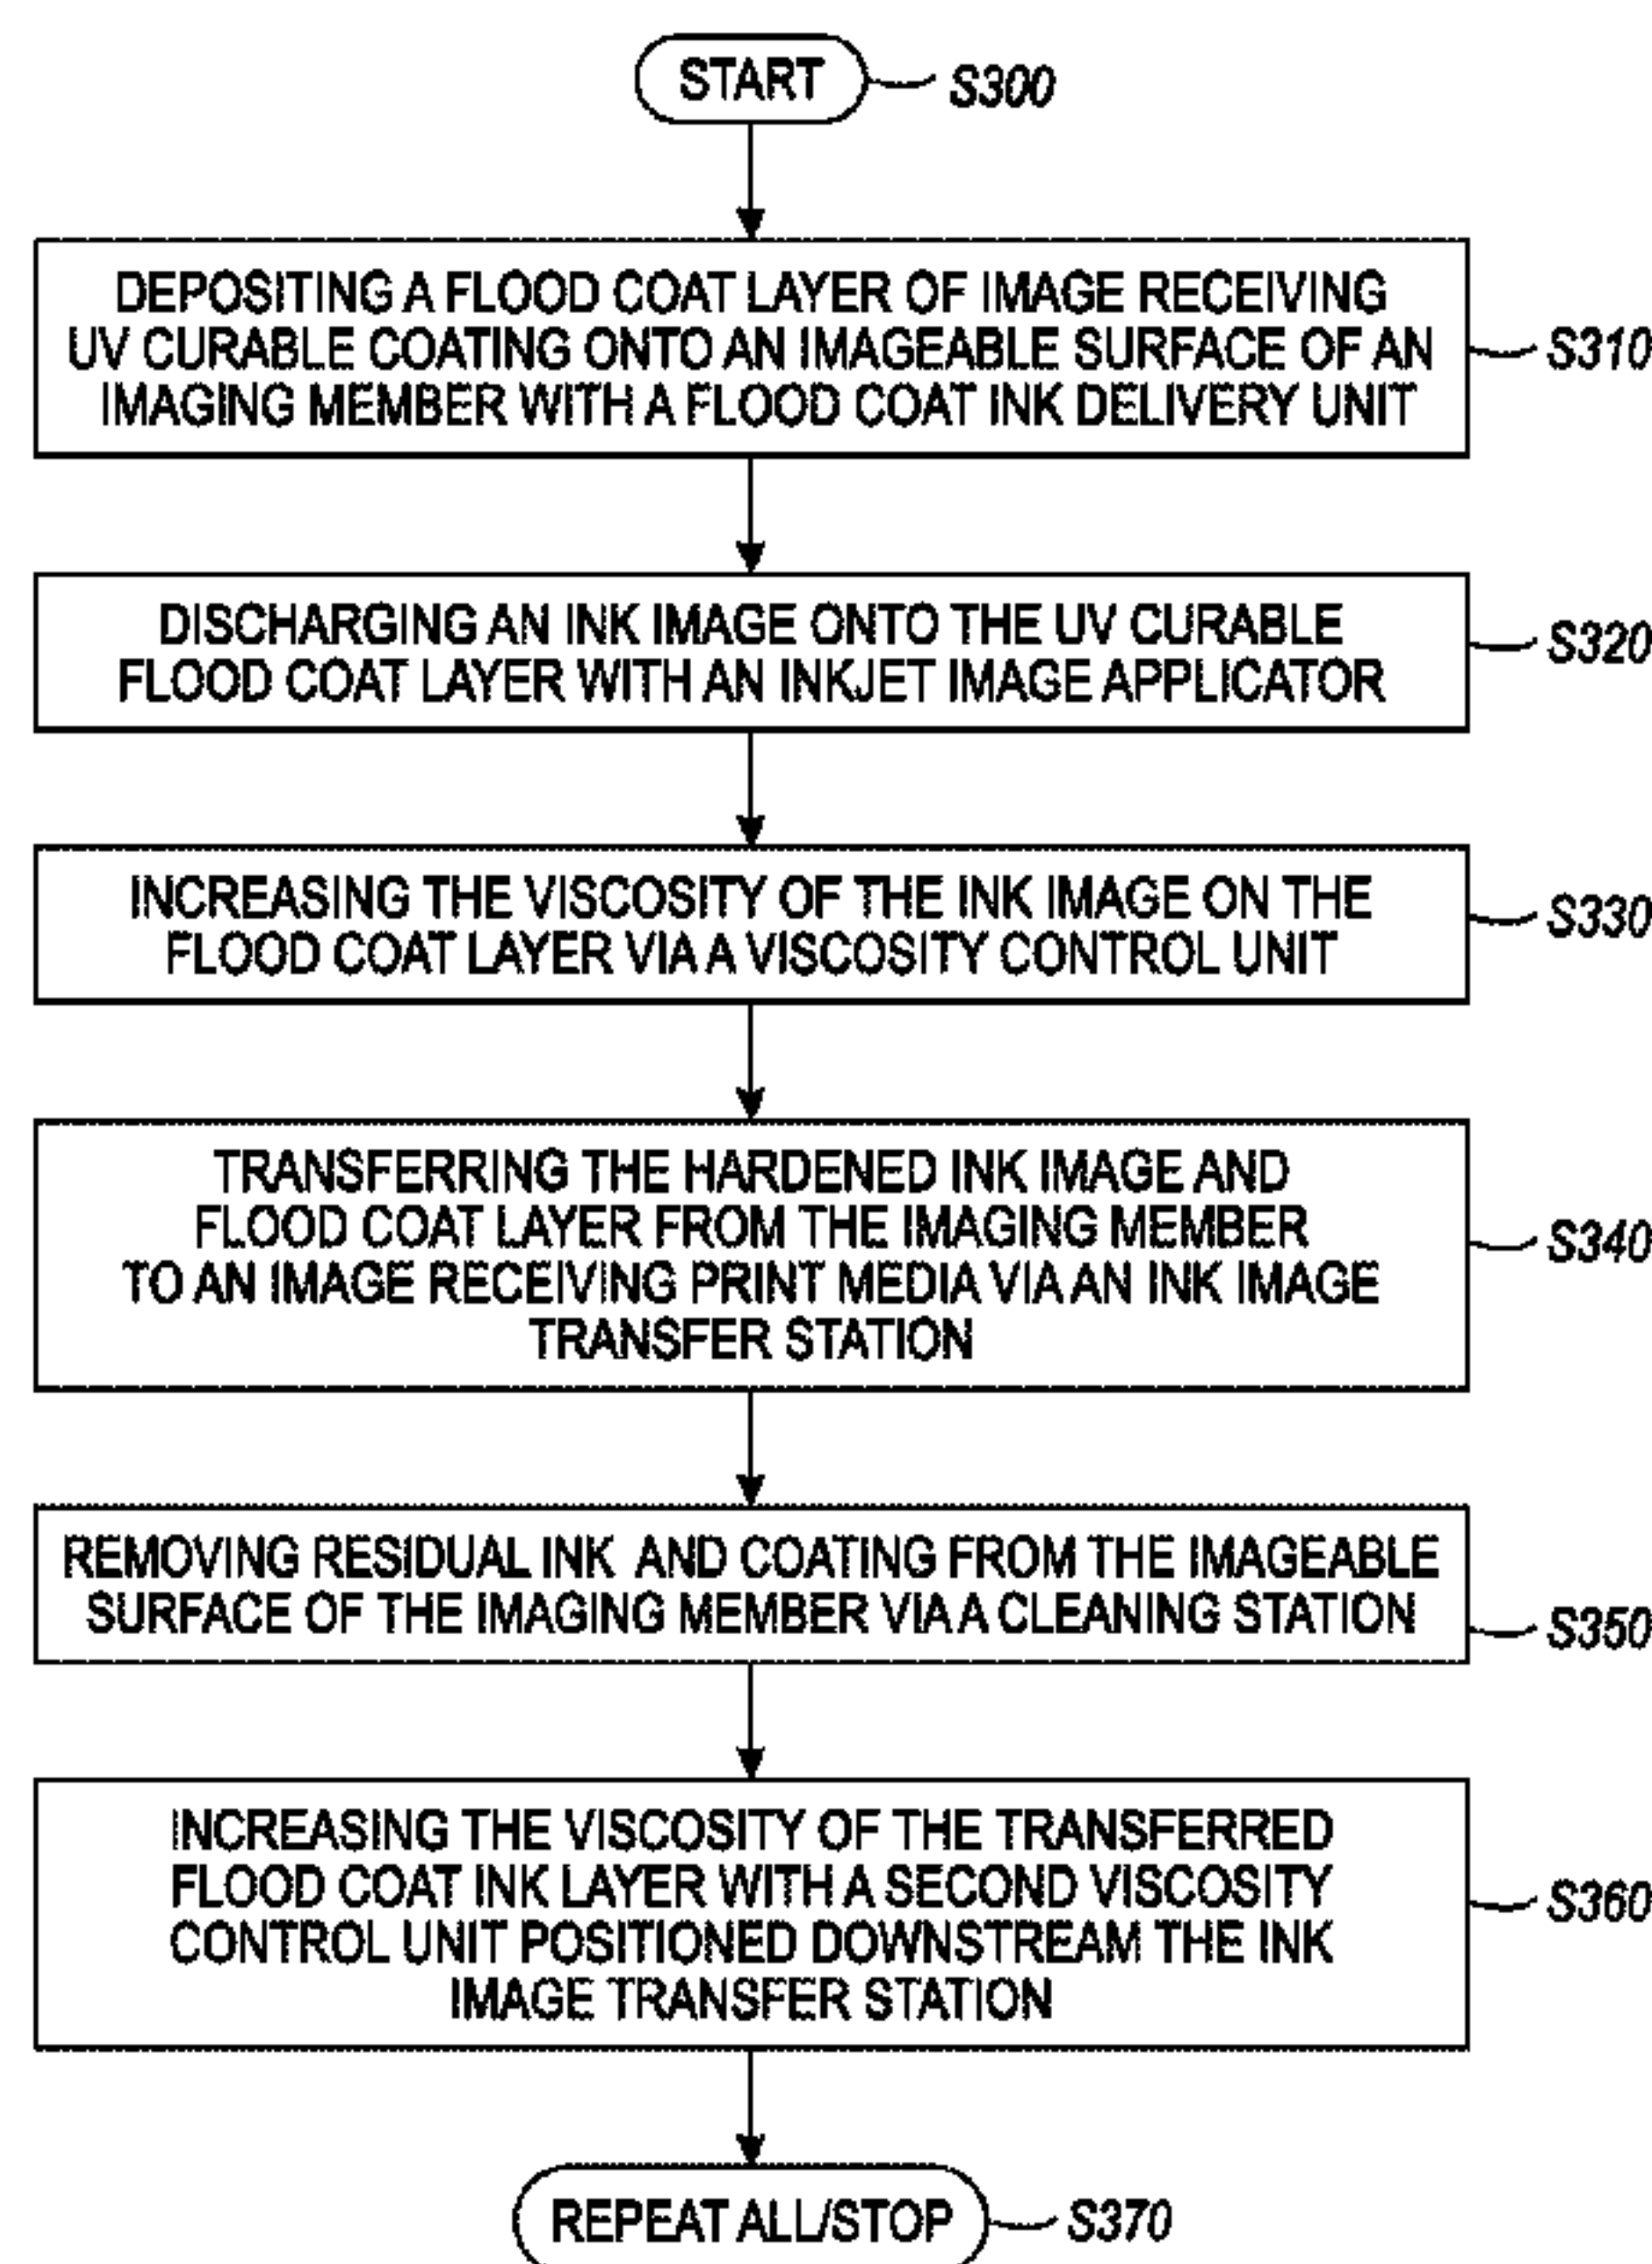 START
S300
DEPOSITING A FLOOD COAT LAYER OF IMAGE RECEIVING
UV CURABLE COATING ONTO AN IMAGEABLE SURFACE OF AN
IMAGING MEMBER WITH A FLOOD COAT INK DELIVERY UNIT
S310
DISCHARGING AN INK IMAGE ONTO THE UV CURABLE
FLOOD COAT LAYER WITH AN INKJET IMAGE APPLICATOR
S320
INCREASING THE VISCOSITY OF THE INK IMAGE ON THE
FLOOD COAT LAYER VIA A VISCOSITY CONTROL UNIT
S330
TRANSFERRING THE HARDENED INK IMAGE AND
FLOOD COAT LAYER FROM THE IMAGING MEMBER
TO AN IMAGE RECEIVING PRINT MEDIA VIA AN INK IMAGE
TRANSFER STATION
S340
REMOVING RESIDUAL INK AND COATING FROM THE IMAGEABLE
SURFACE OF THE IMAGING MEMBER VIA A CLEANING STATION
S350
INCREASING THE VISCOSITY OF THE TRANSFERRED
FLOOD COAT INK LAYER WITH A SECOND VISCOSITY
CONTROL UNIT POSITIONED DOWNSTREAM THE INK
IMAGE TRANSFER STATION
S360
REPEAT ALL/STOP
S370